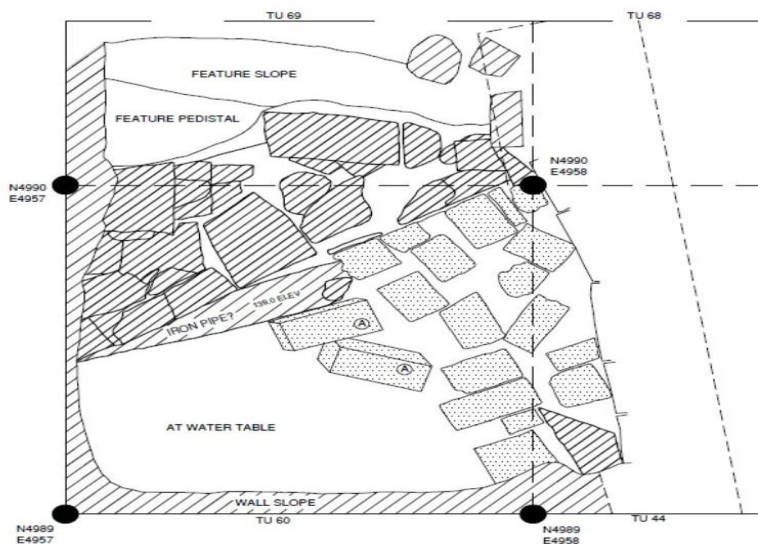 TU 69
TU 68
FEATURE SLOPE
FEATURE PEDISTAL
N4990
E4957
N4990
E4958
IRON PIPE?
139.0 ELEV
A
A
AT WATER TABLE
WALL SLOPE
TU 60
TU 44
N4989
E4957
N4989
E4958